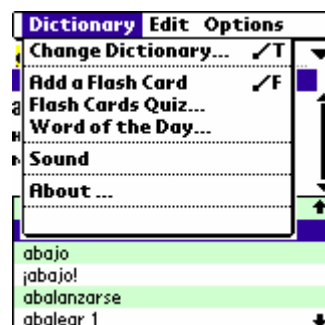 Dictionary Edit Options
Change Dictionary... /T
Add a Flash Card /F
Flash Cards Quiz...
Word of the Day...
Sound
About ...
abajo
¡abajo!
abalanzarse
abalear 1